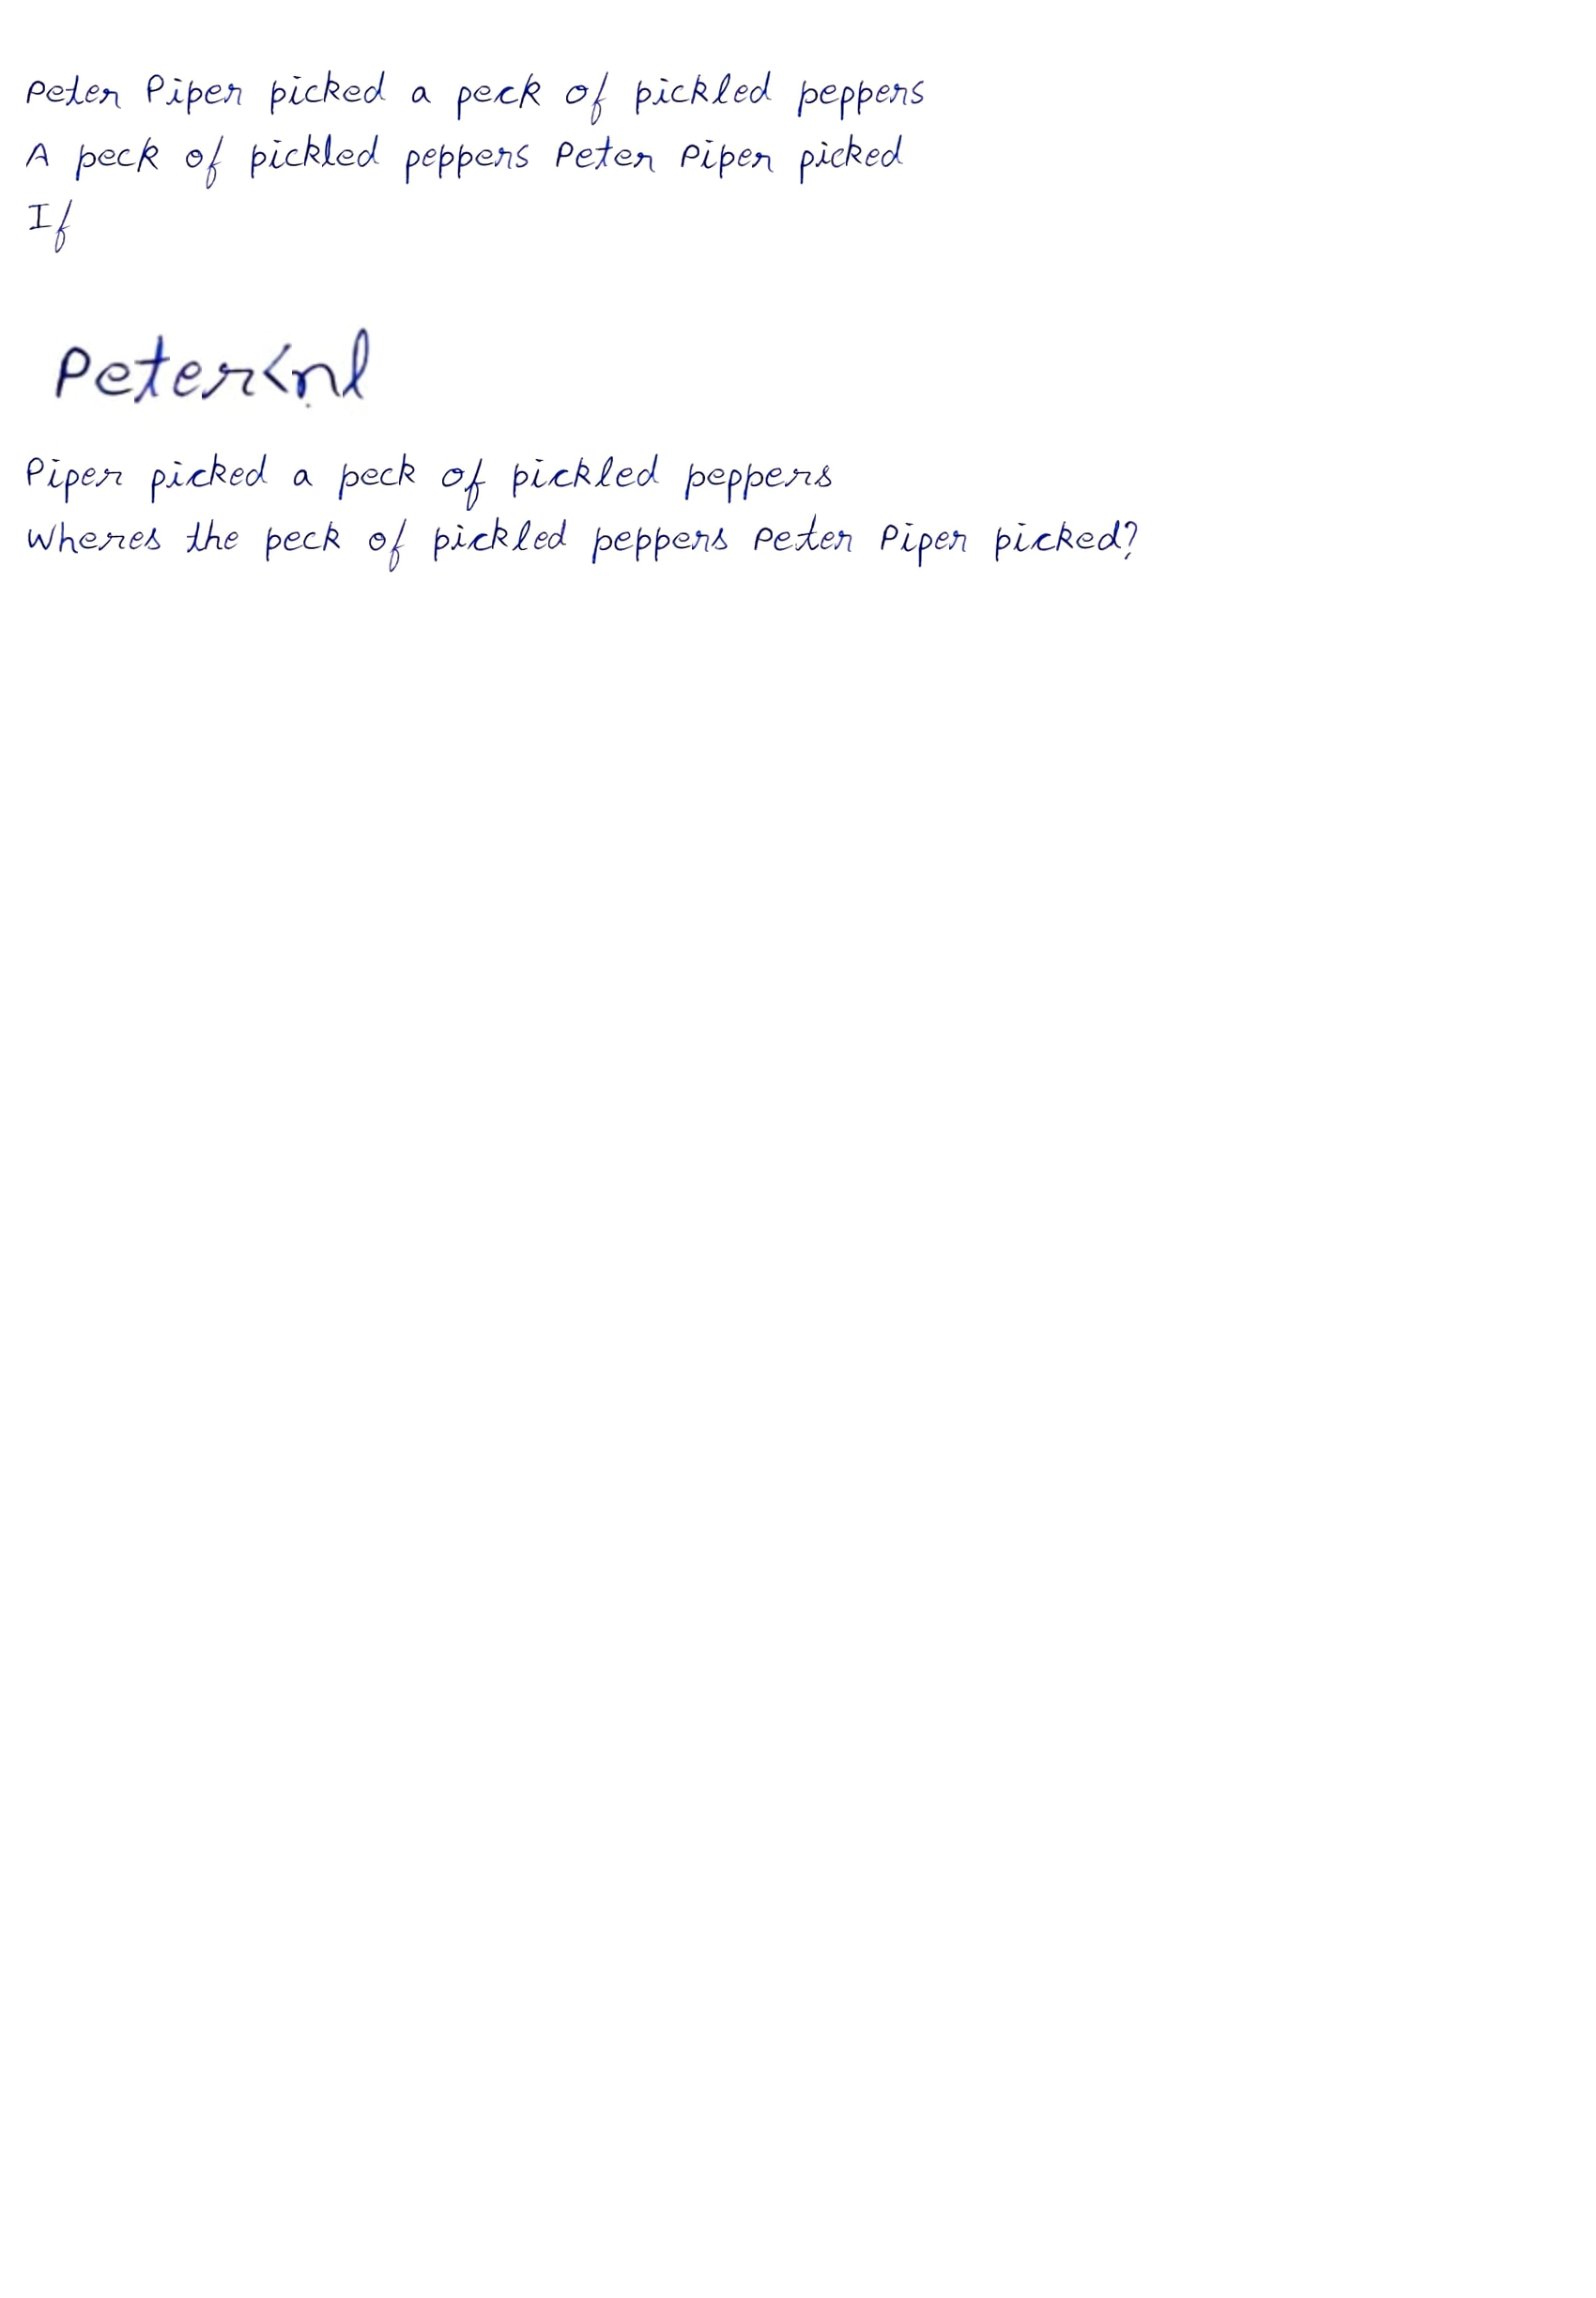 Peter Piper picked a peck of pickled peppers
A peck of pickled peppers Peter Piper picked
If
Peter<nl
Piper picked a peck of pickled peppers
Wheres the peck of pickled peppers Peter Piper picked?